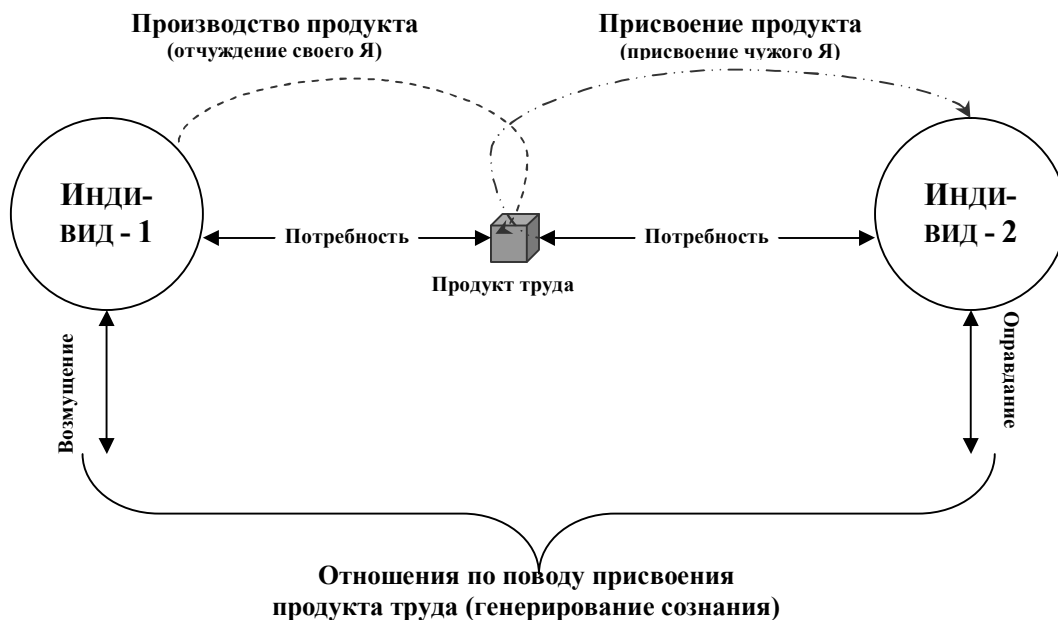 Производство продукта
(отчуждение своего Я)
Присвоение продукта
(присвоение чужого Я)
Инди-
вид - 1
Инди-
вид - 2
Потребность
Потребность
Продукт труда
Возмущение
Оправдание
Отношения по поводу присвоения
продукта труда (генерирование сознания)